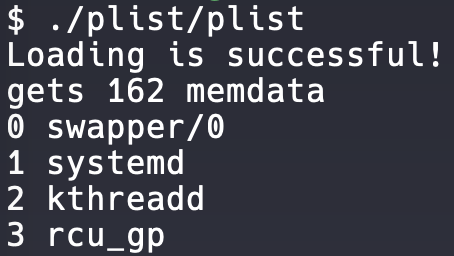 $ ./plist/plist
Loading is successful!
gets 162 memdata
0 swapper/0
1 systemd
2 kthreadd
3 rcu_gp